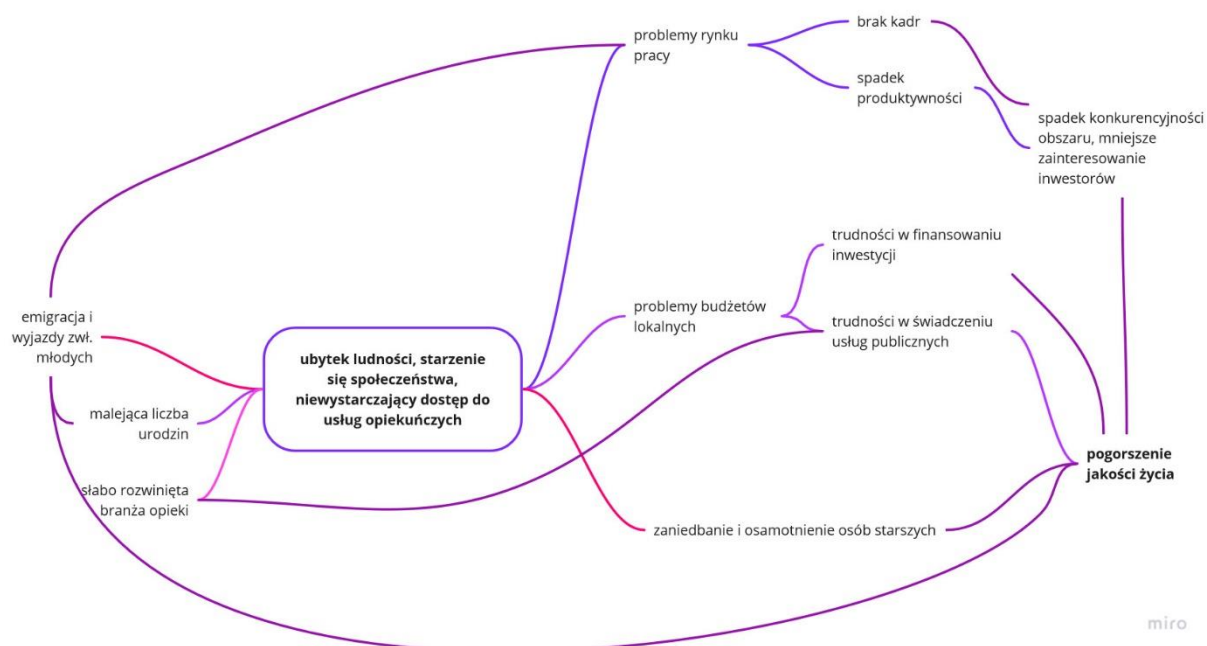 problemy rynku
pracy
brak kadr
spadek
produktywności
spadek konkurencyjności
obszaru, mniejsze
zainteresowanie
inwestorów
emigracja i
wyjazdy zwł.
młodych
malejąca liczba
urodzin
słabo rozwinięta
branża opieki
ubytek ludności, starzenie
się społeczeństwa,
niewystarczający dostęp do
usług opiekuńczych
problemy budżetów
lokalnych
trudności w finansowaniu
inwestycji
trudności w świadczeniu
usług publicznych
zaniedbanie i osamotnienie osób starszych
pogorszenie
jakości życia
miro